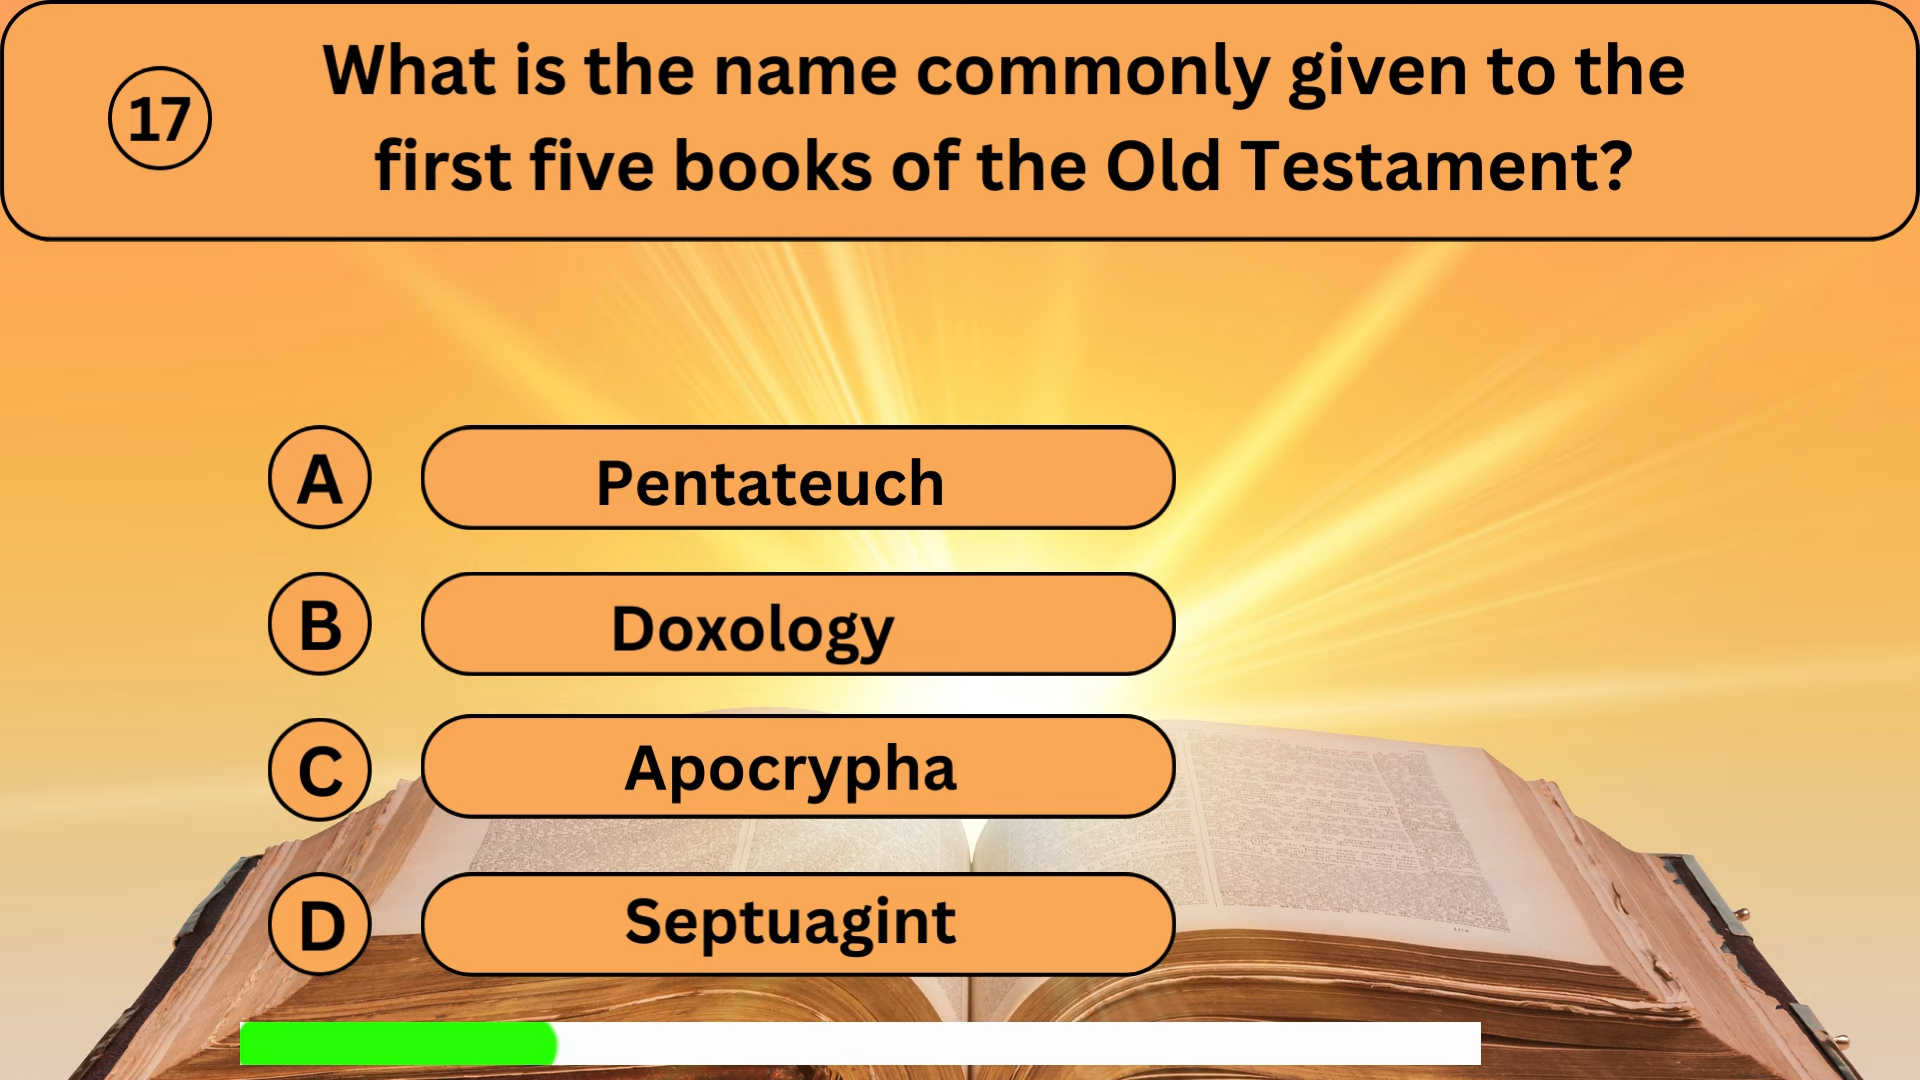 17
What is the name commonly given to the
first five books of the Old Testament?
A
Pentateuch
B
Doxology
C
Apocrypha
D
Septuagint